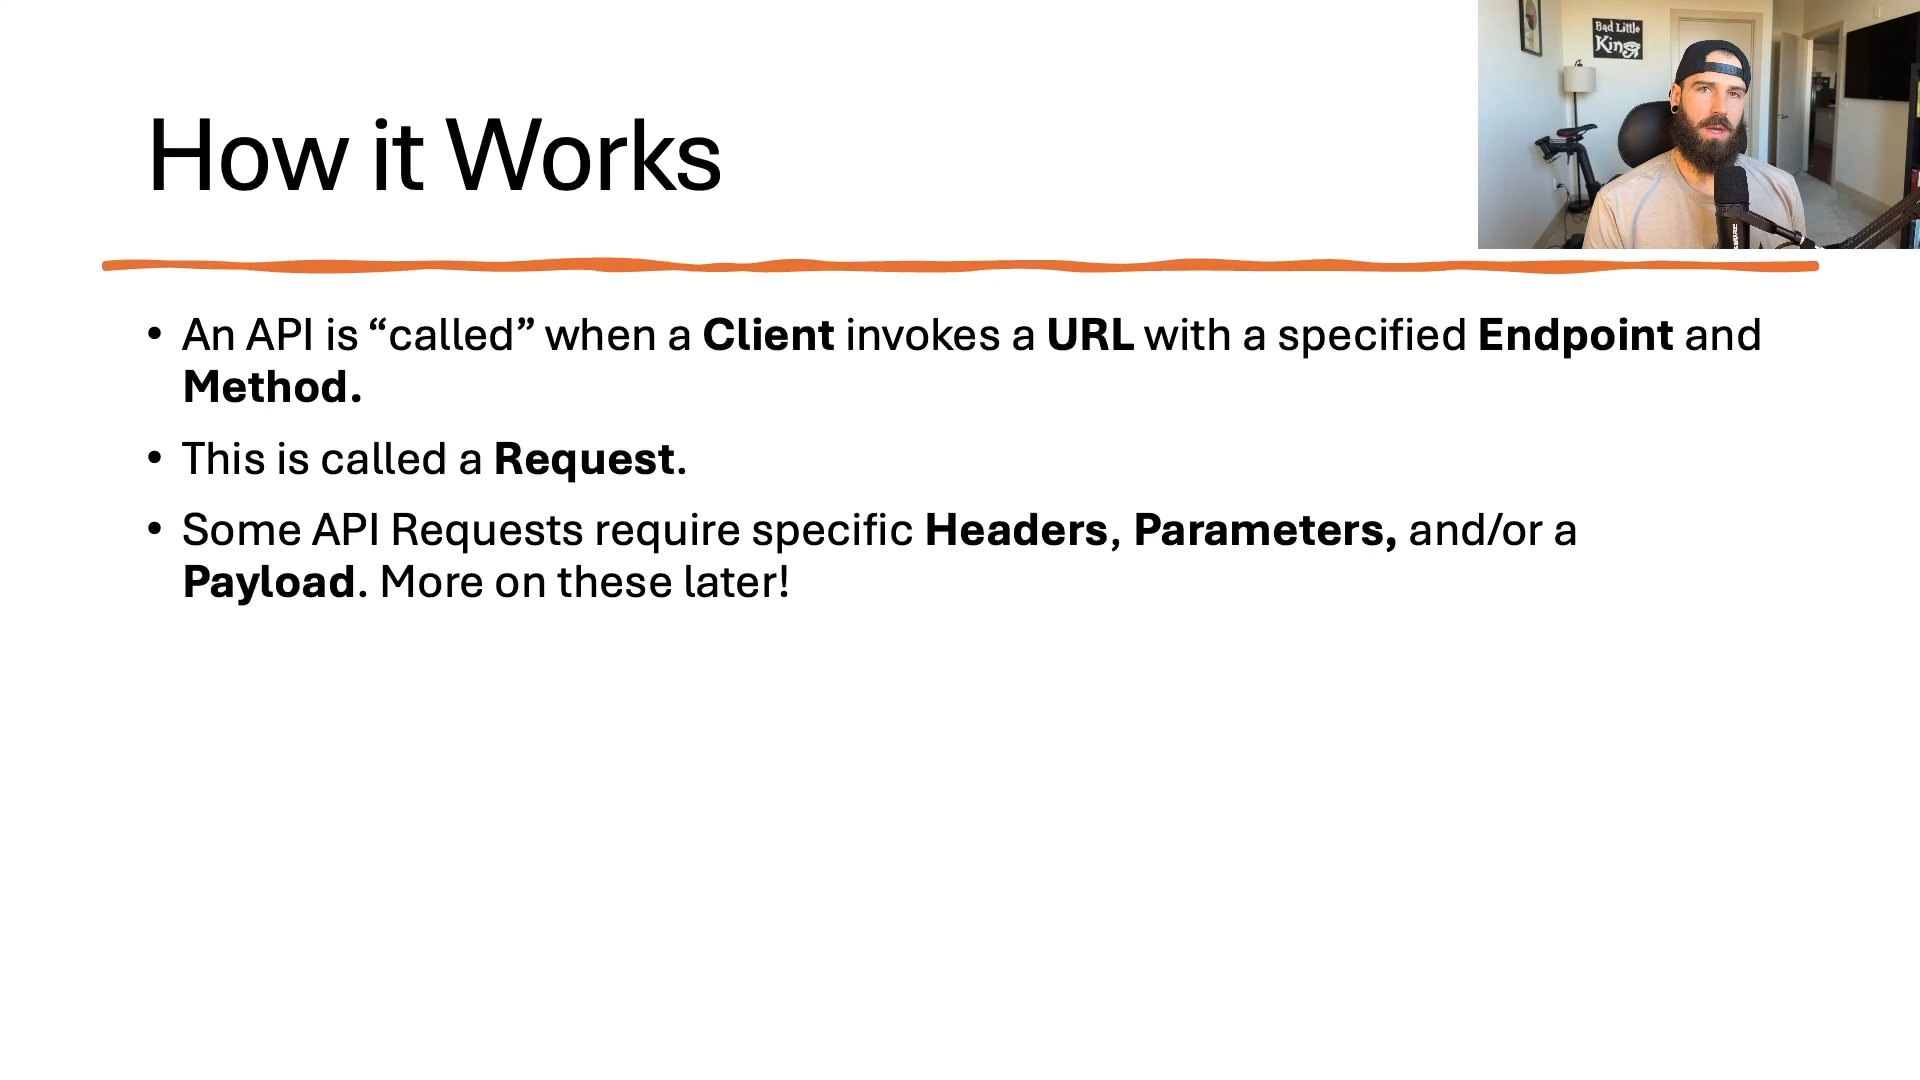 How it Works
Bad Little
King
• An API is “called” when a Client invokes a URL with a specified Endpoint and
Method.
• This is called a Request.
• Some API Requests require specific Headers, Parameters, and/or a
Payload. More on these later!